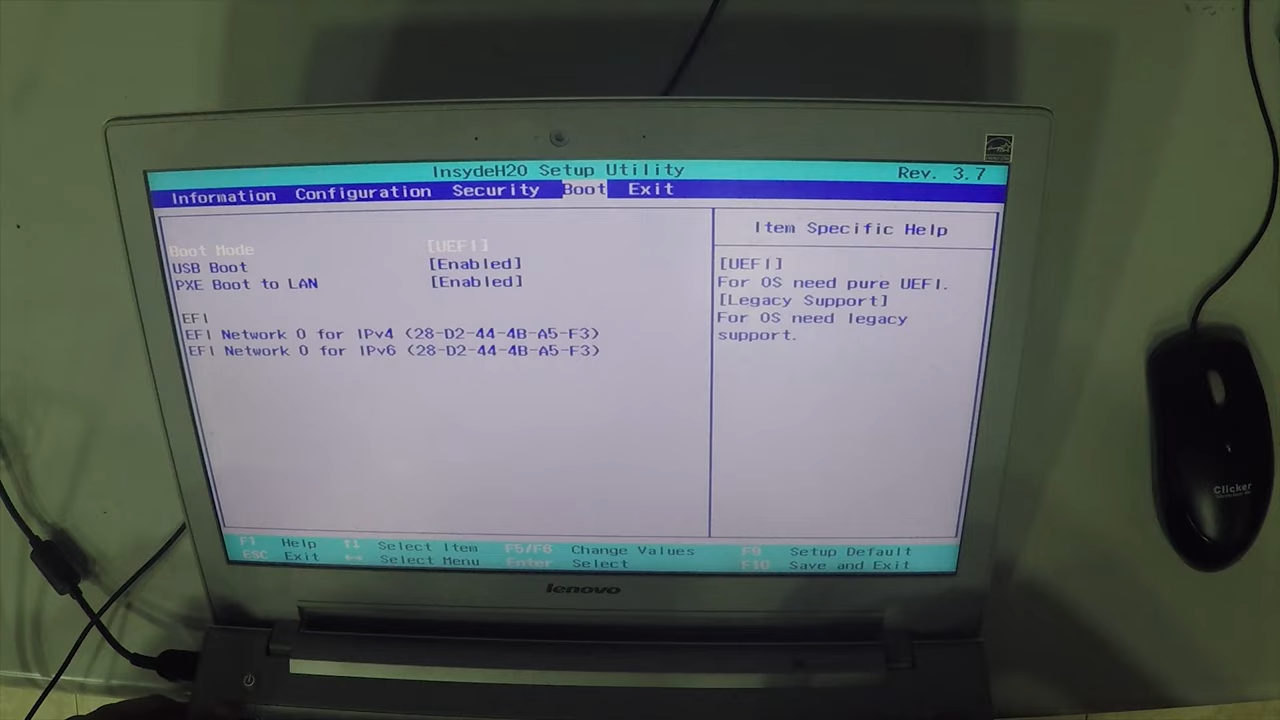 InsydeH20 Setup Utility Rev. 3.7
Information Configuration Security Boot Exit
Item Specific Help
Boot Mode [UEFI]
USB Boot [Enabled]
PXE Boot to LAN [Enabled]
EFI
EFI Network 0 for IPv4 (28-D2-44-4B-A5-F3)
EFI Network 0 for IPv6 (28-D2-44-4B-A5-F3)
[UEFI]
For OS need pure UEFI.
[Legacy Support]
For OS need legacy
support.
F1 Help ↑↓ Select Item F5/F6 Change Values F9 Setup Default
ESC Exit ←→ Select Menu Enter Select F10 Save and Exit
lenovo
Clicker